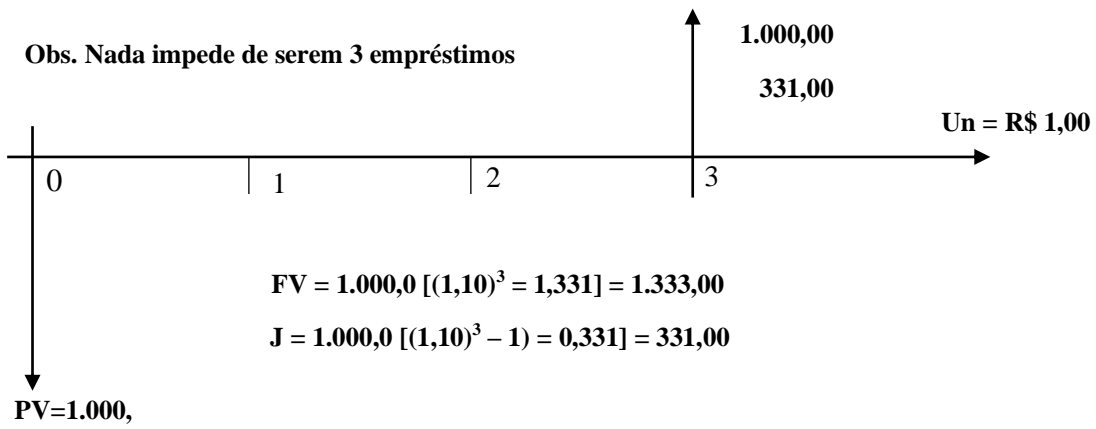 1.000,00
Obs. Nada impede de serem 3 empréstimos
331,00
Un = R$ 1,00
0 1 2 3
FV = 1.000,0 [(1,10)³ = 1,331] = 1.333,00
J = 1.000,0 [(1,10)³ – 1) = 0,331] = 331,00
PV=1.000,